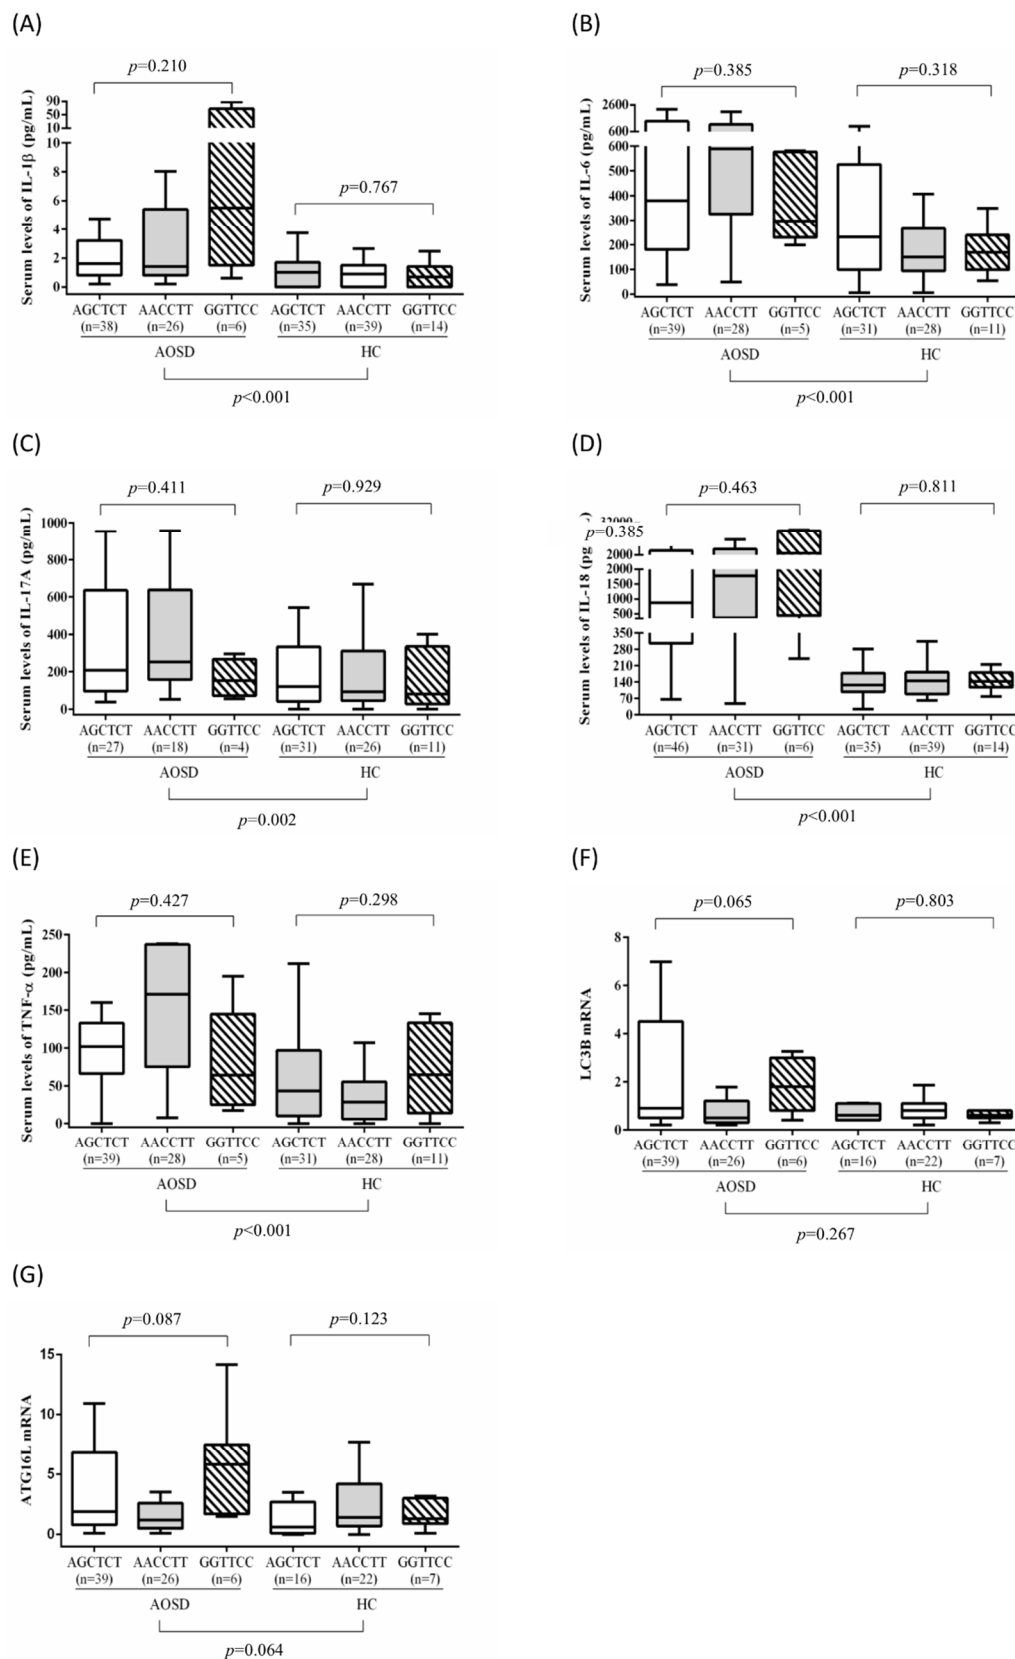 (A)
p=0.210
Serum levels of IL-1β (pg/mL)
90
50
10
10
8
6
4
2
0
p=0.767
AGCTCT AACCTT GGTTCC AGCTCT AACCTT GGTTCC
(n=38) (n=26) (n=6) (n=35) (n=39) (n=14)
AOSD HC
p<0.001
(B)
p=0.385 p=0.318
Serum levels of IL-6 (pg/mL)
2600
600
600
500
400
300
200
100
0
AGCTCT AACCTT GGTTCC AGCTCT AACCTT GGTTCC
(n=39) (n=28) (n=5) (n=31) (n=28) (n=11)
AOSD HC
p<0.001
(C)
p=0.411 p=0.929
Serum levels of IL-17A (pg/mL)
1000
800
600
400
200
0
AGCTCT AACCTT GGTTCC AGCTCT AACCTT GGTTCC
(n=27) (n=18) (n=4) (n=31) (n=26) (n=11)
AOSD HC
p=0.002
(D)
p=0.463 p=0.811
p=0.385
Serum levels of IL-18 (pg
32000
2000
2000
1500
1000
500
350
280
210
140
70
0
AGCTCT AACCTT GGTTCC AGCTCT AACCTT GGTTCC
(n=46) (n=31) (n=6) (n=35) (n=39) (n=14)
AOSD HC
p<0.001
(E)
p=0.427 p=0.298
Serum levels of TNF-α (pg/mL)
250
200
150
100
50
0
AGCTCT AACCTT GGTTCC AGCTCT AACCTT GGTTCC
(n=39) (n=28) (n=5) (n=31) (n=28) (n=11)
AOSD HC
p<0.001
(F)
p=0.065 p=0.803
LC3B mRNA
8
6
4
2
0
AGCTCT AACCTT GGTTCC AGCTCT AACCTT GGTTCC
(n=39) (n=26) (n=6) (n=16) (n=22) (n=7)
AOSD HC
p=0.267
(G)
p=0.087 p=0.123
ATG16L mRNA
15
10
5
0
AGCTCT AACCTT GGTTCC AGCTCT AACCTT GGTTCC
(n=39) (n=26) (n=6) (n=16) (n=22) (n=7)
AOSD HC
p=0.064